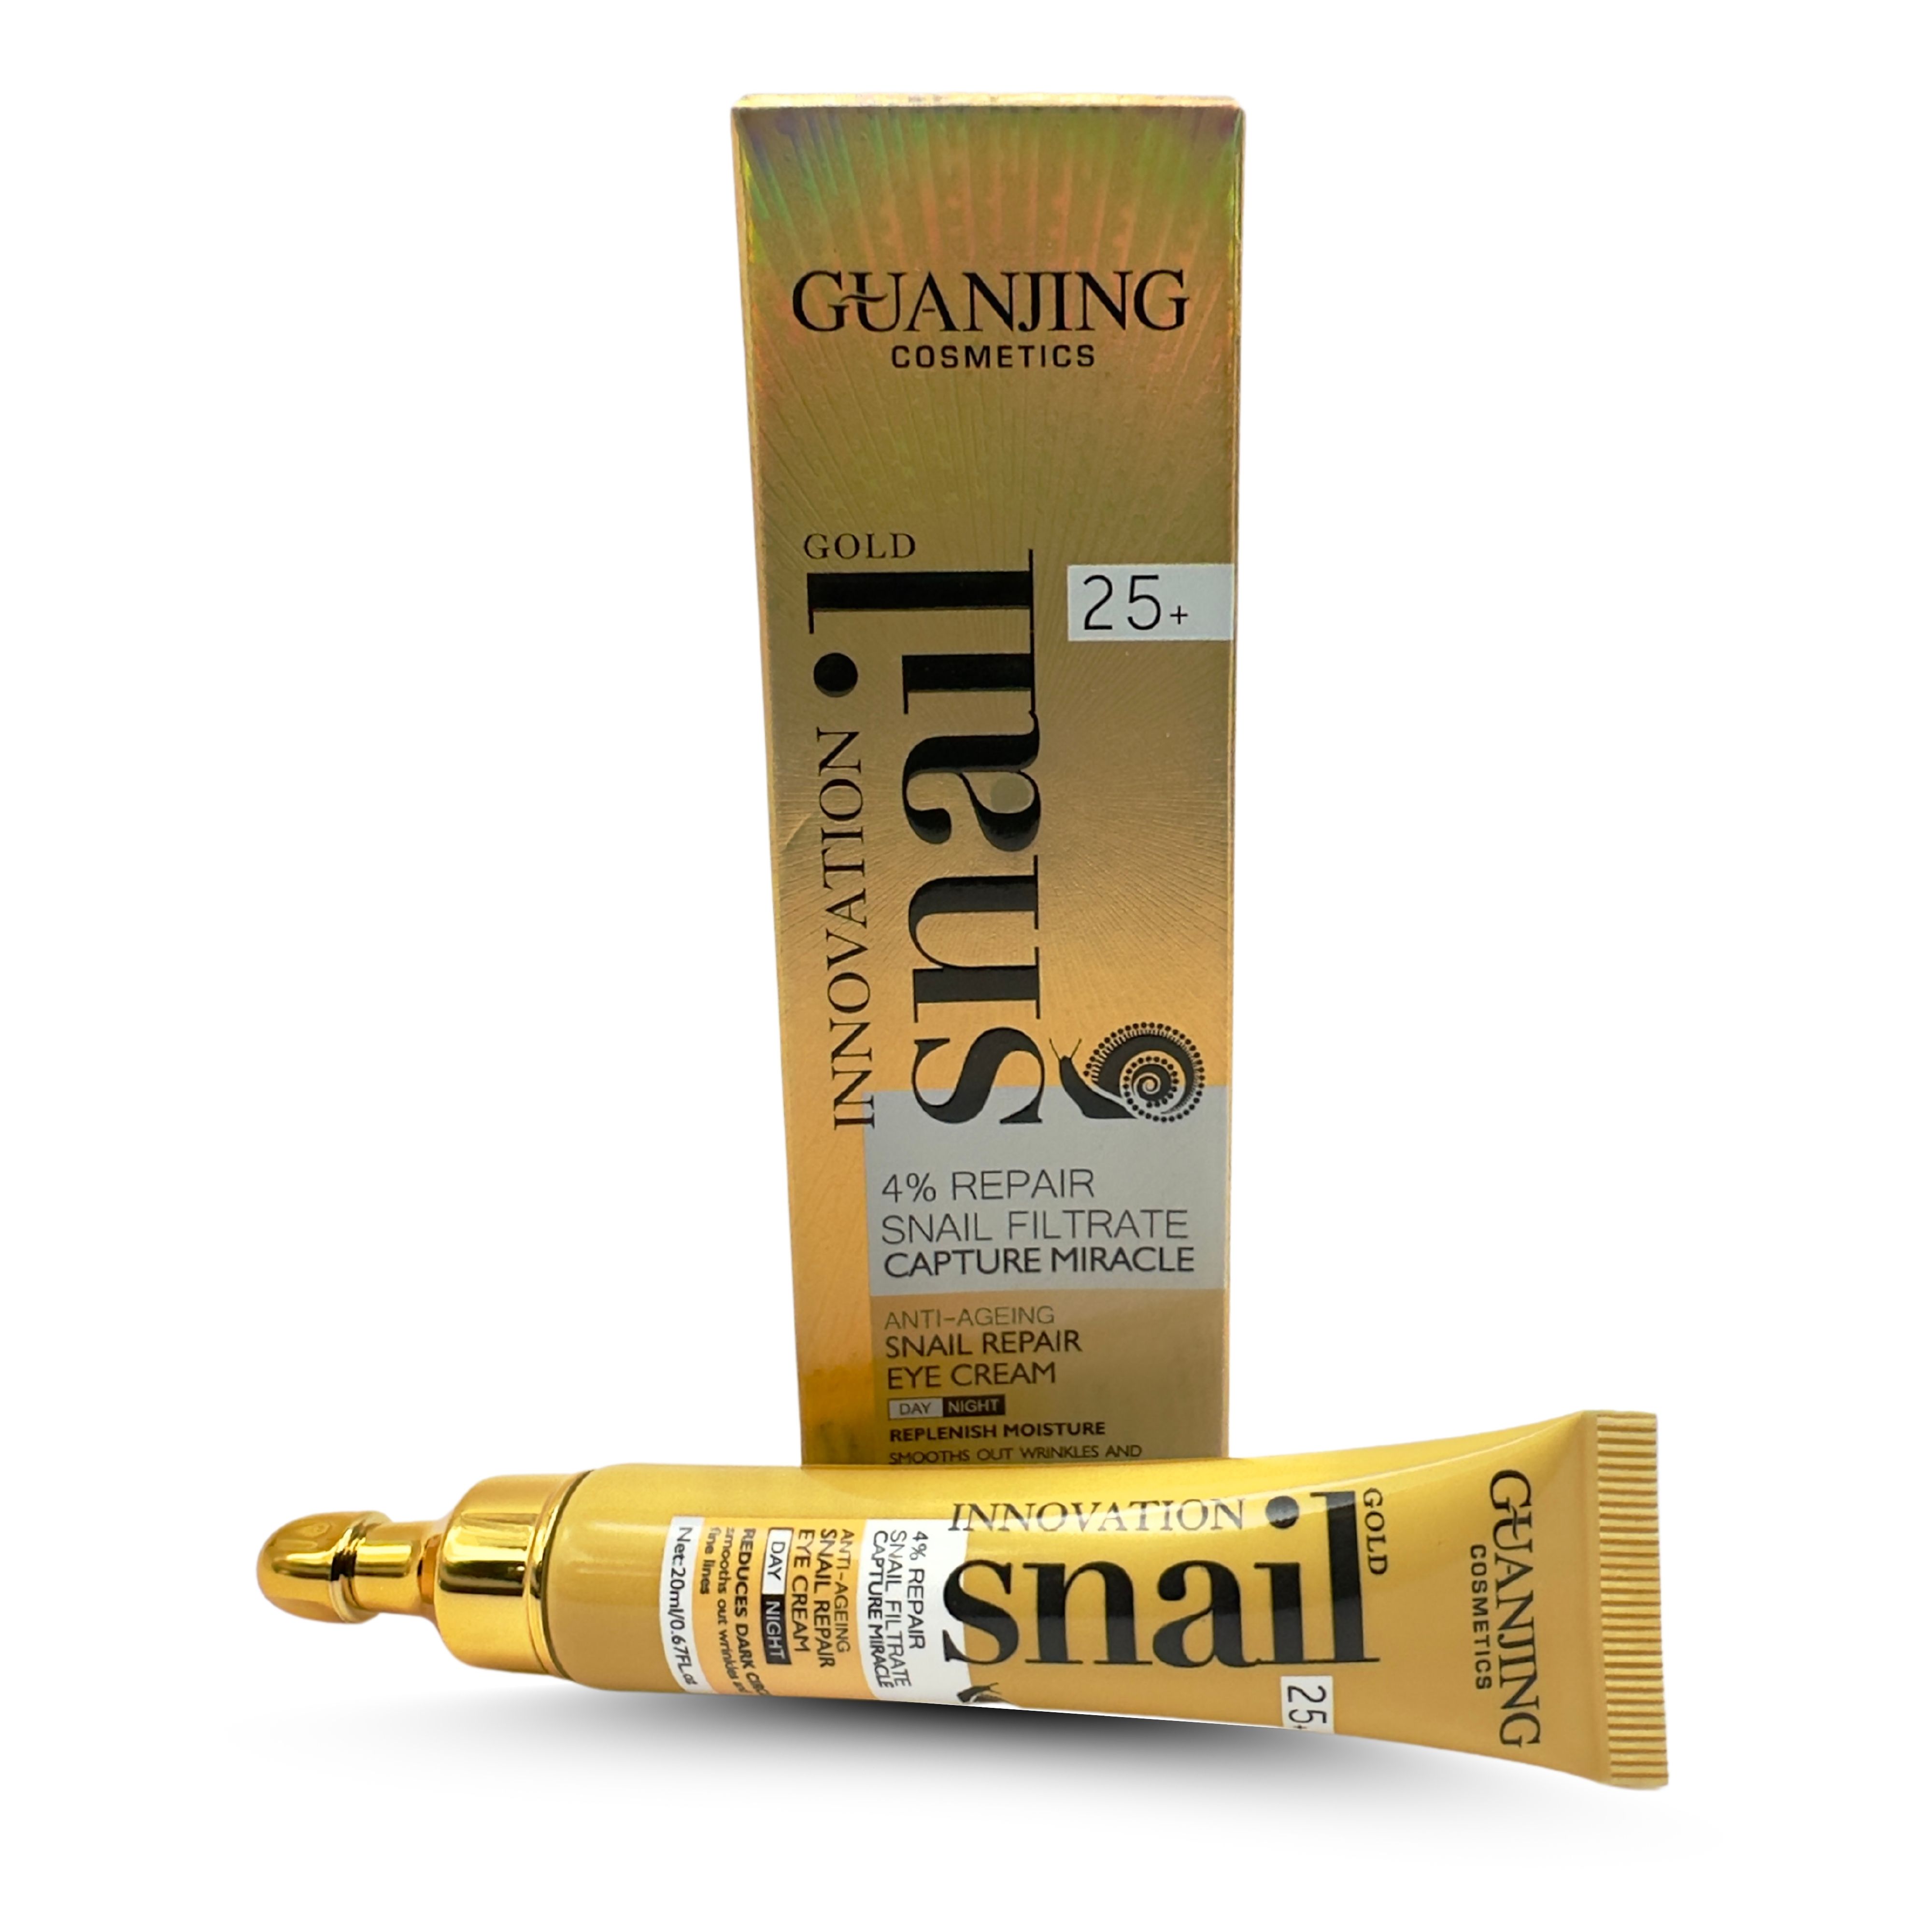 GUANJING
COSMETICS
GOLD
INNOVATION
snail
25+
4% REPAIR
SNAIL FILTRATE
CAPTURE MIRACLE
ANTI-AGEING
SNAIL REPAIR
EYE CREAM
DAY NIGHT
REPLENISH MOISTURE
SMOOTHS OUT WRINKLES AND
GUANJING
COSMETICS
GOLD
INNOVATION
snail
25+
4% REPAIR
SNAIL FILTRATE
CAPTURE MIRACLE
ANTI-AGEING
SNAIL REPAIR
EYE CREAM
DAY NIGHT
REDUCES DARK
smooths out wrinkles and
fine lines
Net:20ml/0.67FL.oz